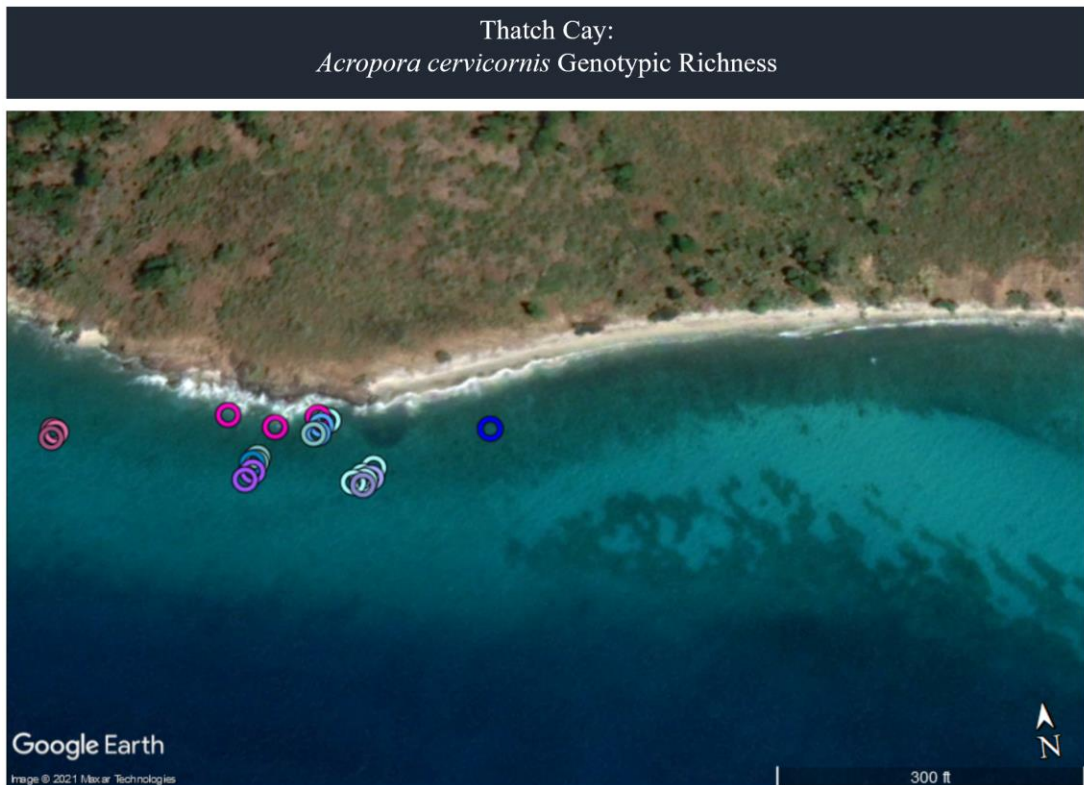 Thatch Cay:
Acropora cervicornis Genotypic Richness
Google Earth
Image © 2021 Maxar Technologies
N
300 ft